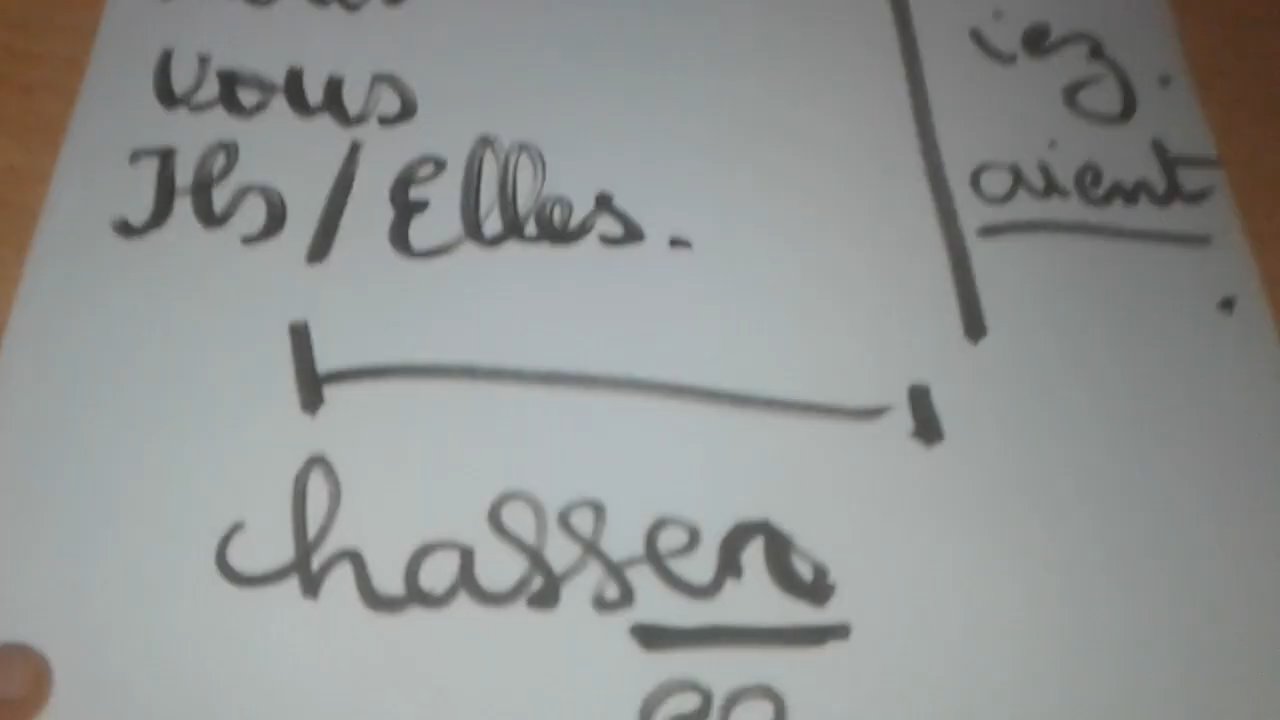 vous iez.
Ils/Elles. aient
chasser